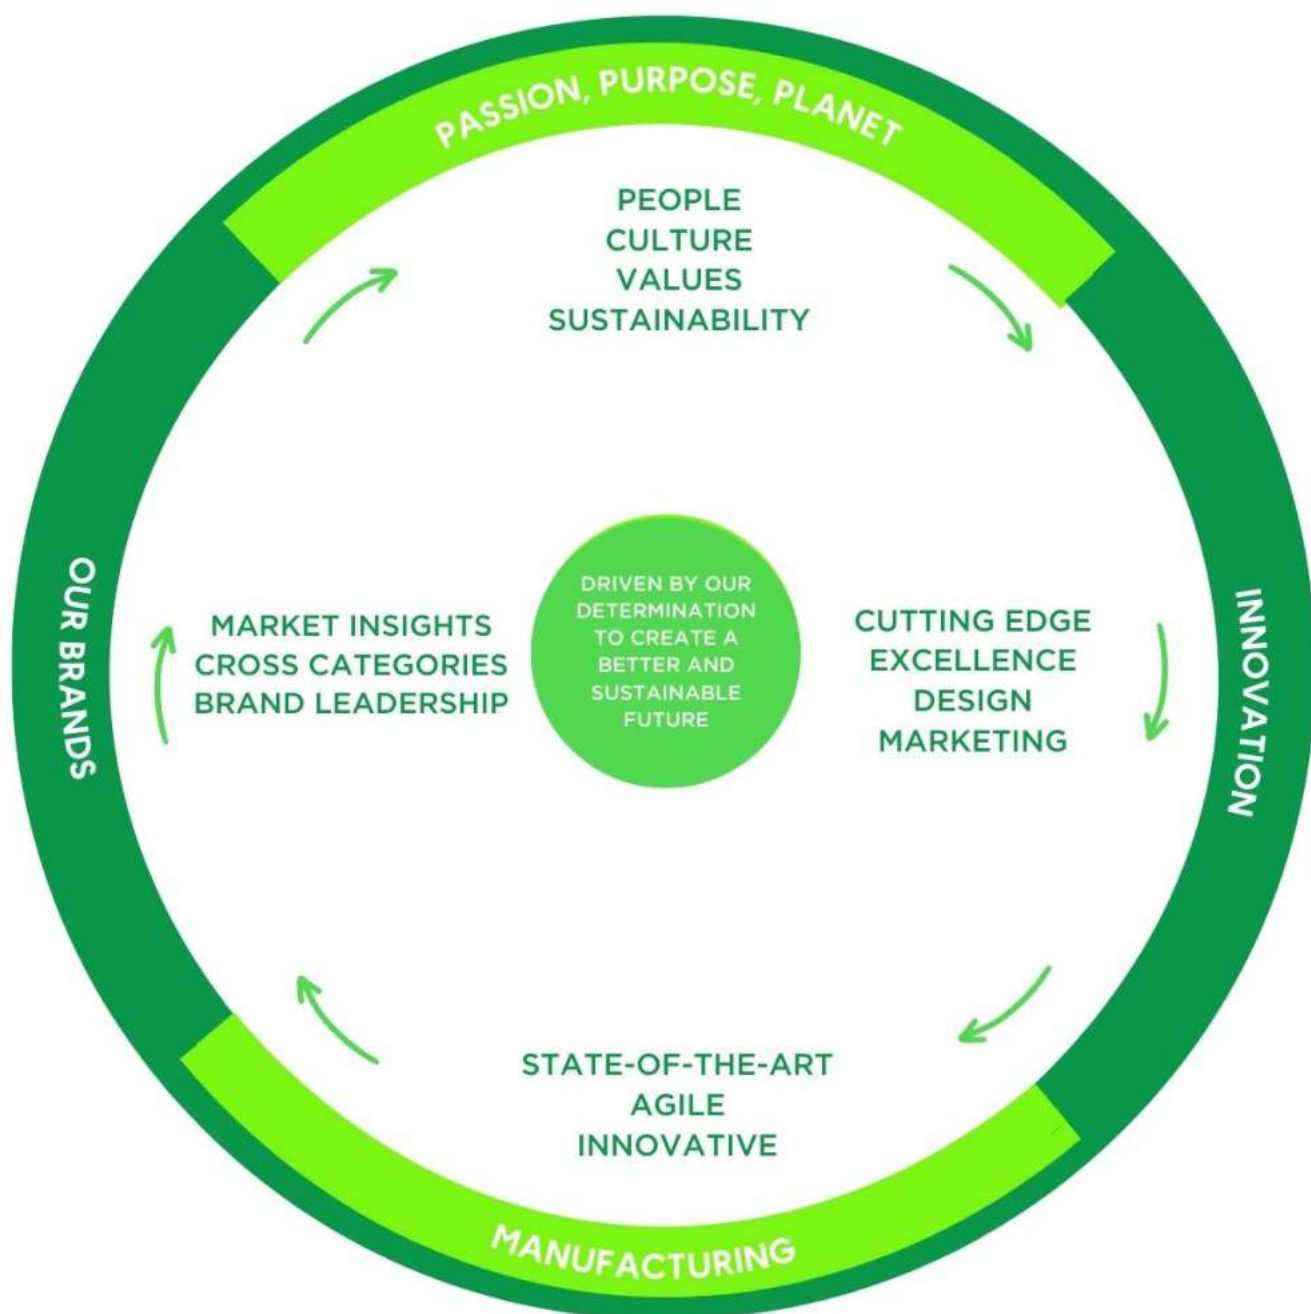 PASSION, PURPOSE, PLANET
PEOPLE
CULTURE
VALUES
SUSTAINABILITY
INNOVATION
CUTTING EDGE
EXCELLENCE
DESIGN
MARKETING
MANUFACTURING
STATE-OF-THE-ART
AGILE
INNOVATIVE
OUR BRANDS
MARKET INSIGHTS
CROSS CATEGORIES
BRAND LEADERSHIP
DRIVEN BY OUR
DETERMINATION
TO CREATE A
BETTER AND
SUSTAINABLE
FUTURE